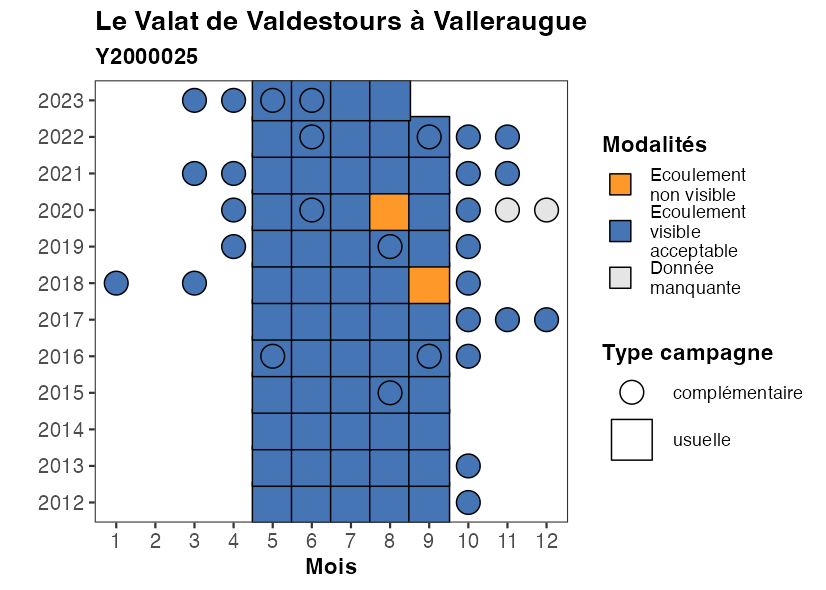 Le Valat de Valdestours à Valleraugue
Y2000025
2023
2022
2021
2020
2019
2018
2017
2016
2015
2014
2013
2012
1 2 3 4 5 6 7 8 9 10 11 12
Mois
Modalités
Ecoulement
non visible
Ecoulement
visible
acceptable
Donnée
manquante
Type campagne
complémentaire
usuelle